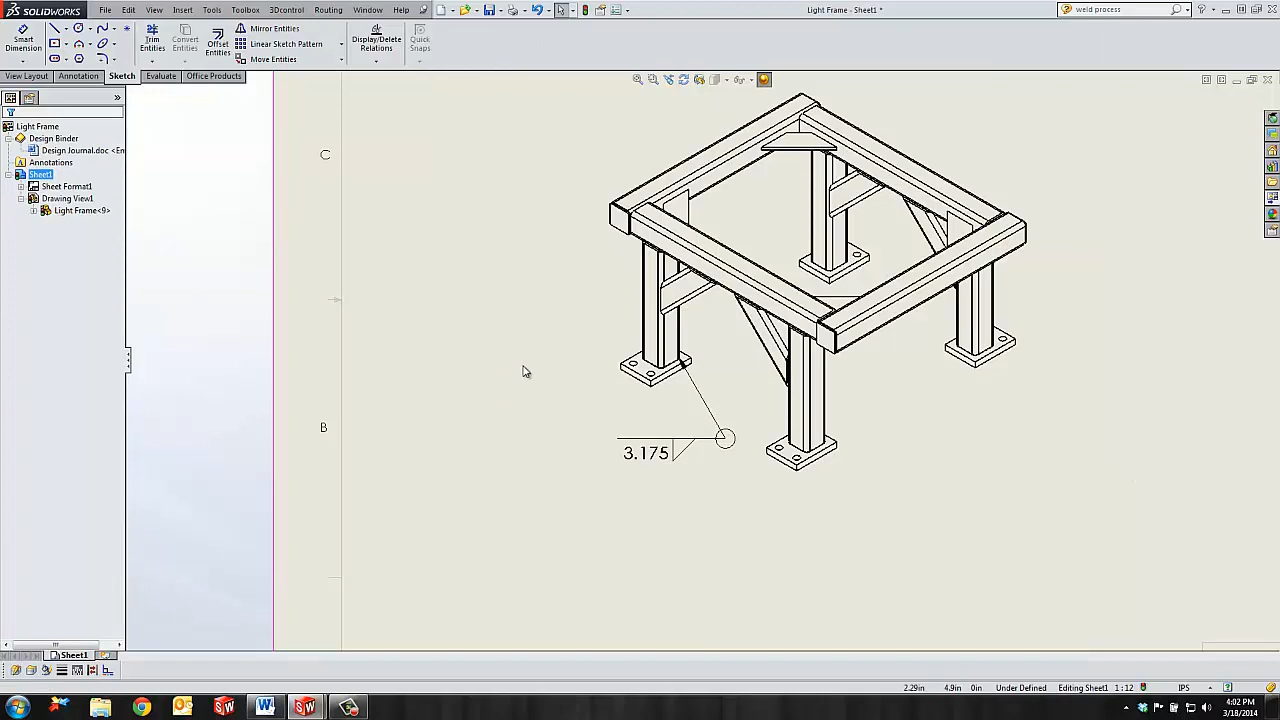 SOLIDWORKS
File Edit View Insert Tools Toolbox 3Dcontrol Routing Window Help
Light Frame - Sheet1 *
weld process
Smart Dimension
Trim Entities
Convert Entities
Offset Entities
Mirror Entities
Linear Sketch Pattern
Move Entities
Display/Delete Relations
Quick Snaps
View Layout Annotation Sketch Evaluate Office Products
Light Frame
Design Binder
Design Journal.doc <En
Annotations
Sheet1
Sheet Format1
Drawing View1
Light Frame<9>
C
B
3.175
Sheet1
2.29in 4.9in 0in Under Defined Editing Sheet1 1 : 12 IPS
4:02 PM
3/18/2014